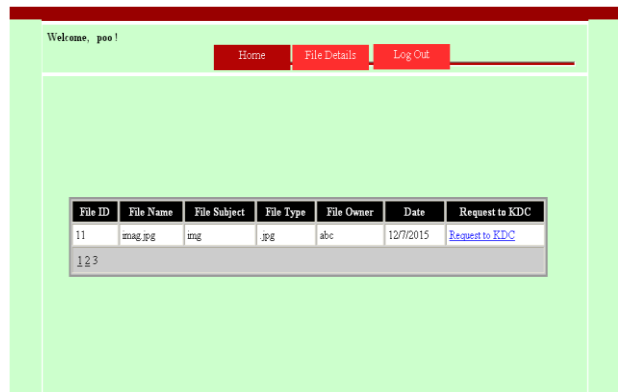 Welcome, poo !
Home File Details Log Out
File ID File Name File Subject File Type File Owner Date Request to KDC
11 imag.jpg img .jpg abc 12/7/2015 Request to KDC
1 2 3